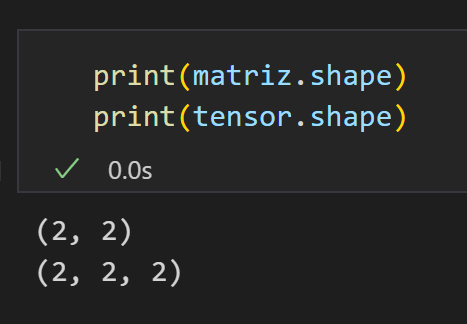 print(matriz.shape)
print(tensor.shape)
0.0s
(2, 2)
(2, 2, 2)